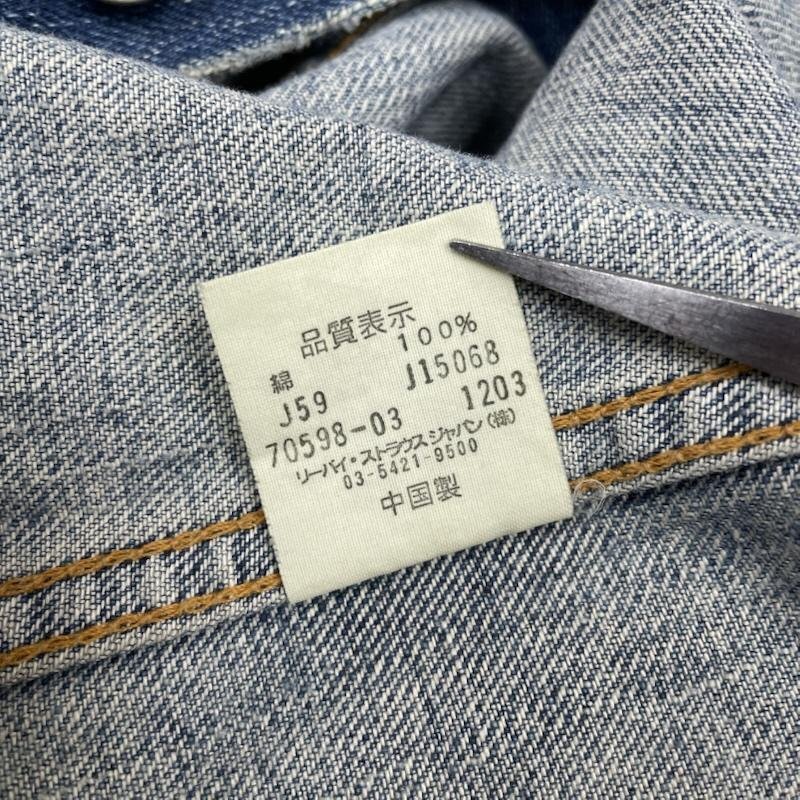 品質表示
綿 100%
J59 J15068
70598-03 1203
リーバイ・ストラウスジャパン(株)
03-5421-9500
中国製